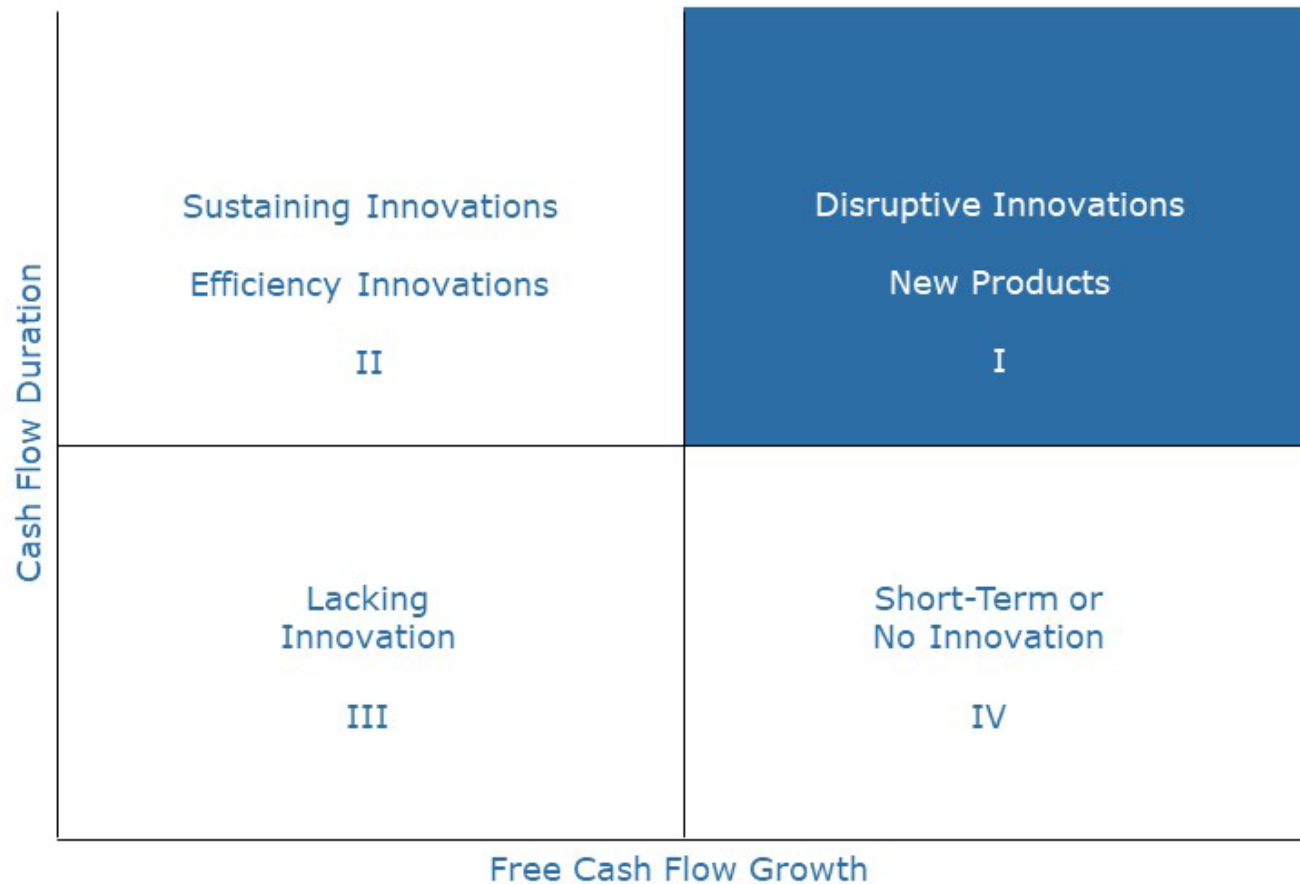 Sustaining Innovations
Efficiency Innovations
II
Disruptive Innovations
New Products
I
Cash Flow Duration
Lacking
Innovation
III
Short-Term or
No Innovation
IV
Free Cash Flow Growth